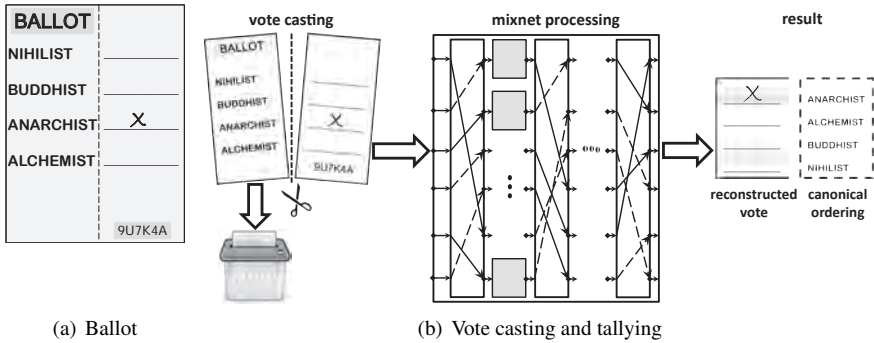 BALLOT
NIHILIST
BUDDHIST
ANARCHIST X
ALCHEMIST
9U7K4A
(a) Ballot
vote casting
BALLOT
NIHILIST
BUDDHIST
ANARCHIST
ALCHEMIST
X
9U7K4A
mixnet processing
result
X
ANARCHIST
ALCHEMIST
BUDDHIST
NIHILIST
reconstructed
vote
canonical
ordering
(b) Vote casting and tallying